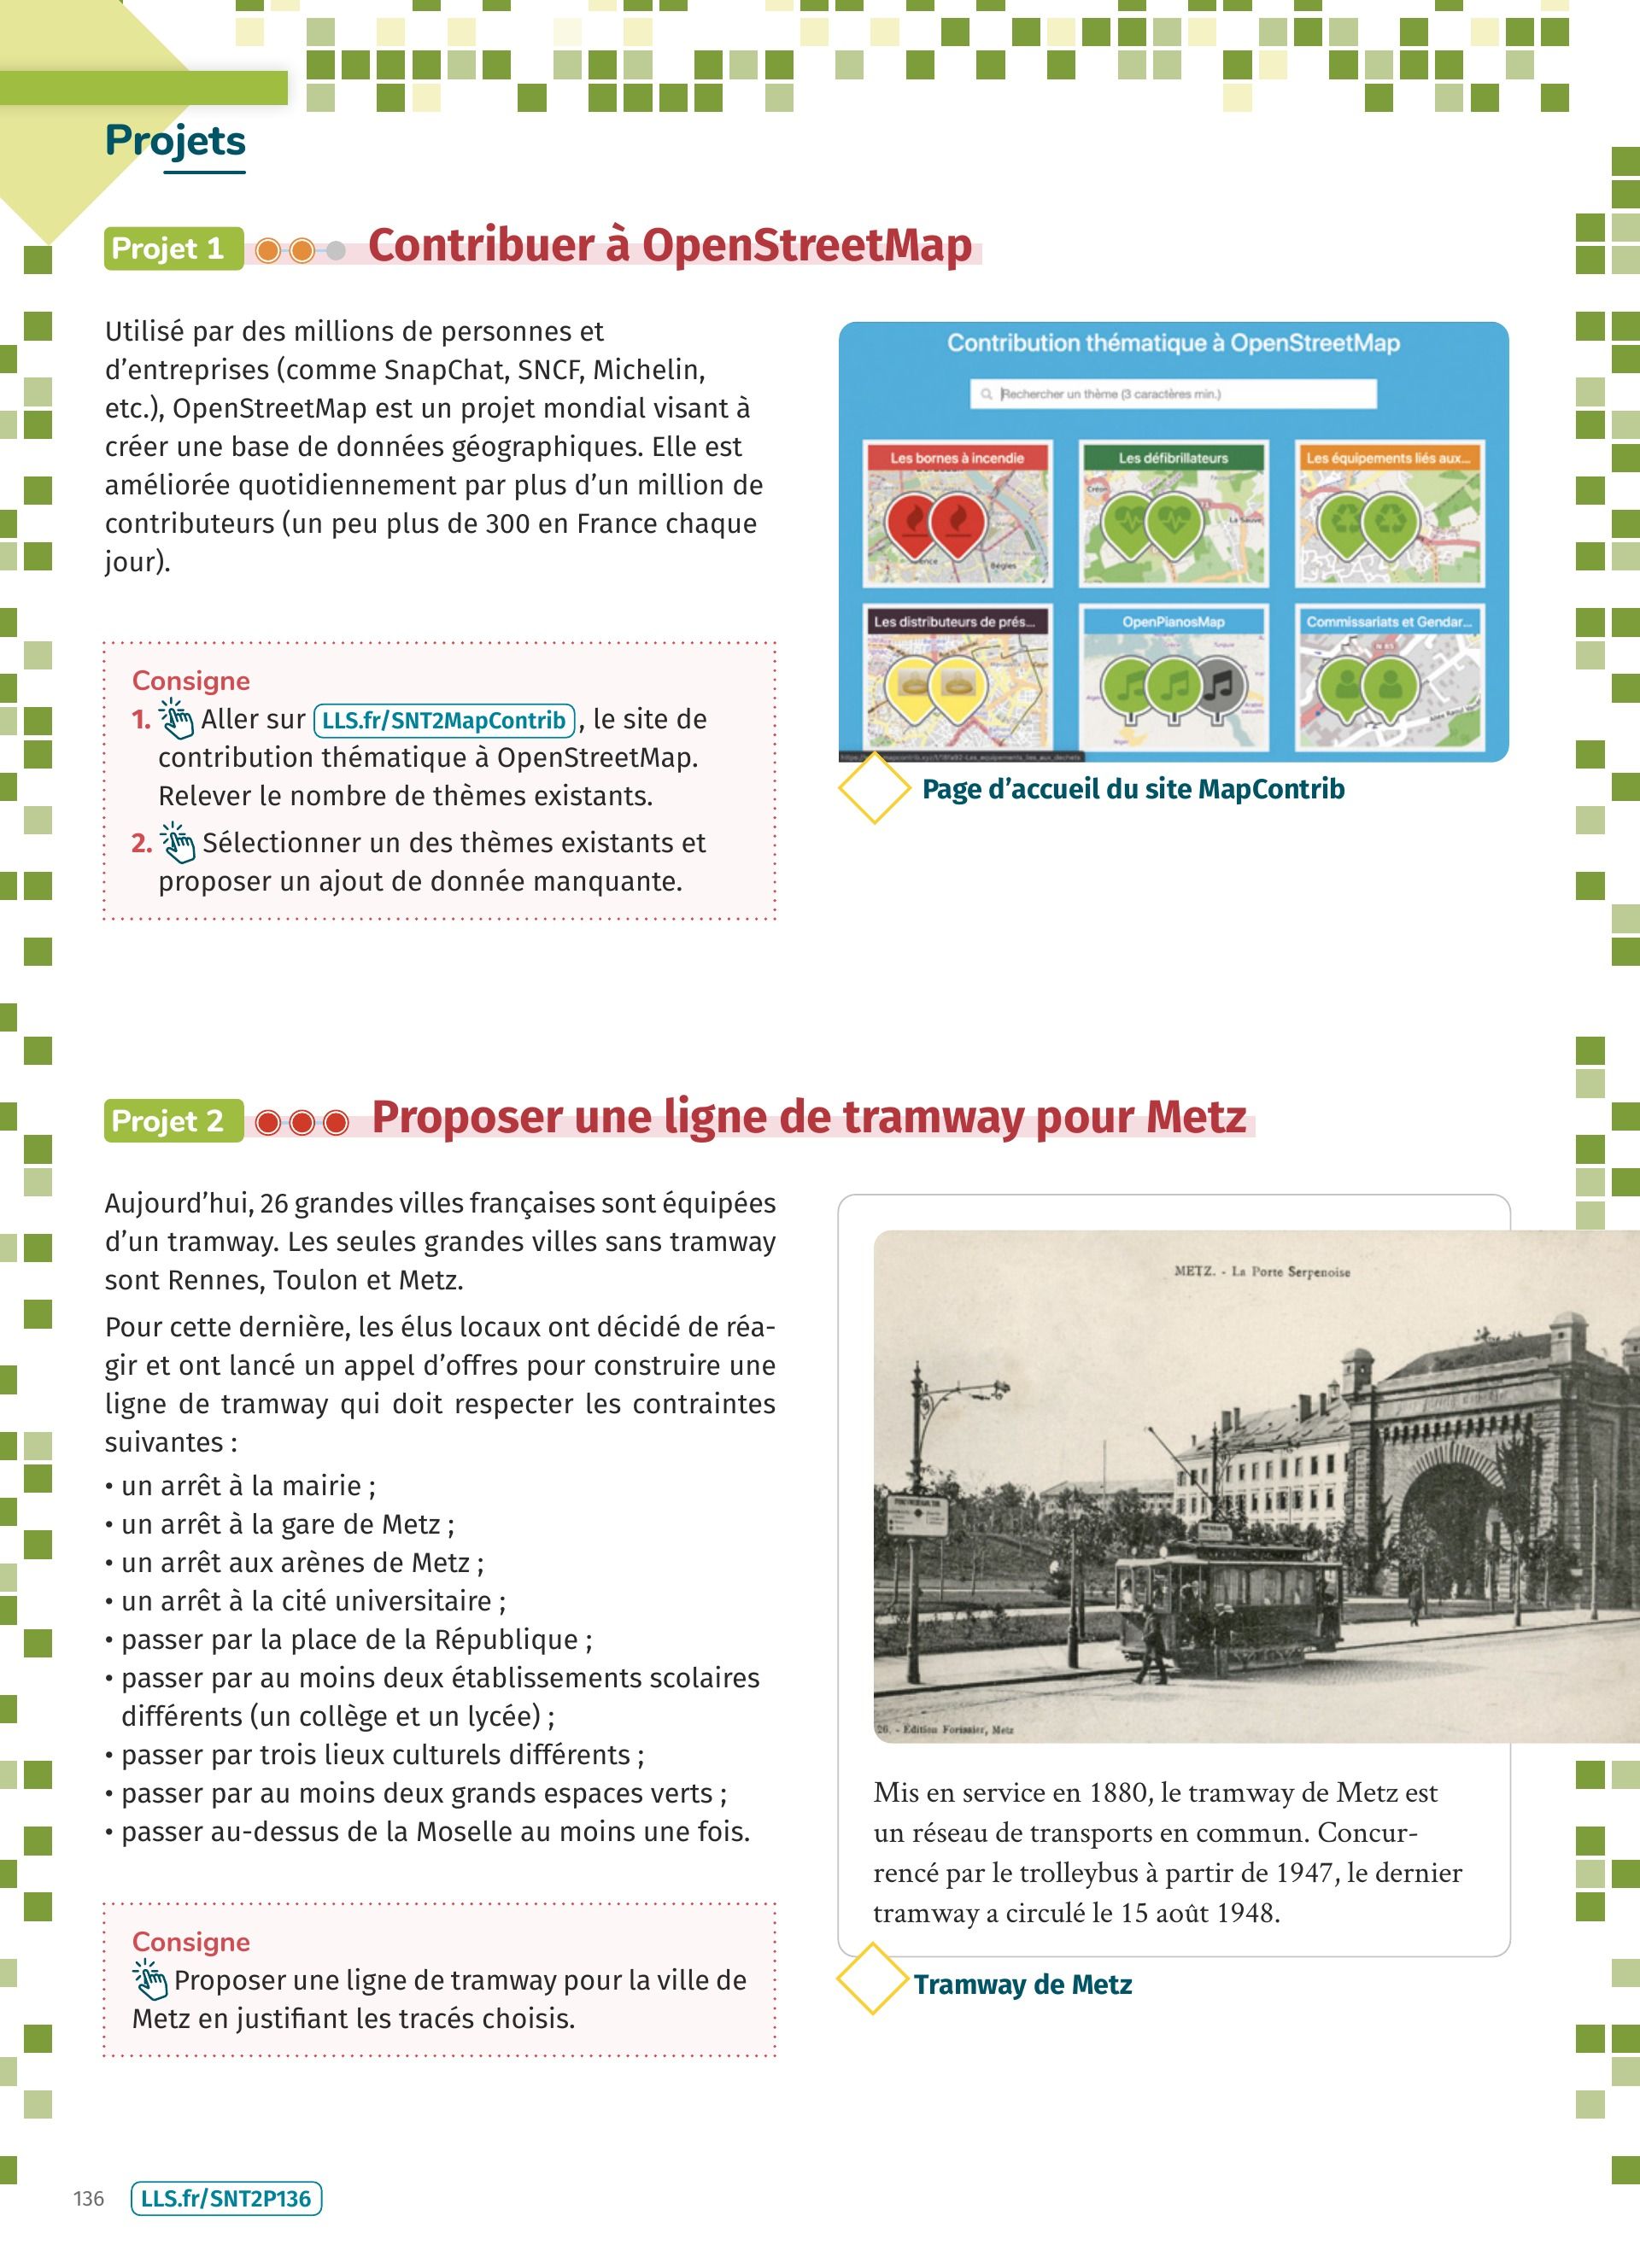 Projets
Projet 1
Contribuer à OpenStreetMap
Utilisé par des millions de personnes et
d’entreprises (comme SnapChat, SNCF, Michelin,
etc.), OpenStreetMap est un projet mondial visant à
créer une base de données géographiques. Elle est
améliorée quotidiennement par plus d’un million de
contributeurs (un peu plus de 300 en France chaque
jour).
Consigne
1. Aller sur LLS.fr/SNT2MapContrib, le site de
contribution thématique à OpenStreetMap.
Relever le nombre de thèmes existants.
2. Sélectionner un des thèmes existants et
proposer un ajout de donnée manquante.
Contribution thématique à OpenStreetMap
Rechercher un thème (3 caractères min.)
Les bornes à incendie
Les défibrillateurs
Les équipements liés aux...
Créon
Bègles
Les distributeurs de prés...
OpenPianosMap
Commissariats et Gendar...
N 85
Page d’accueil du site MapContrib
Projet 2
Proposer une ligne de tramway pour Metz
Aujourd’hui, 26 grandes villes françaises sont équipées
d’un tramway. Les seules grandes villes sans tramway
sont Rennes, Toulon et Metz.
Pour cette dernière, les élus locaux ont décidé de réa-
gir et ont lancé un appel d’offres pour construire une
ligne de tramway qui doit respecter les contraintes
suivantes :
• un arrêt à la mairie ;
• un arrêt à la gare de Metz ;
• un arrêt aux arènes de Metz ;
• un arrêt à la cité universitaire ;
• passer par la place de la République ;
• passer par au moins deux établissements scolaires
différents (un collège et un lycée) ;
• passer par trois lieux culturels différents ;
• passer par au moins deux grands espaces verts ;
• passer au-dessus de la Moselle au moins une fois.
Consigne
Proposer une ligne de tramway pour la ville de
Metz en justifiant les tracés choisis.
METZ. - La Porte Serpenoise
26. - Edition Forissier, Metz
Mis en service en 1880, le tramway de Metz est
un réseau de transports en commun. Concur-
rencé par le trolleybus à partir de 1947, le dernier
tramway a circulé le 15 août 1948.
Tramway de Metz
136
LLS.fr/SNT2P136